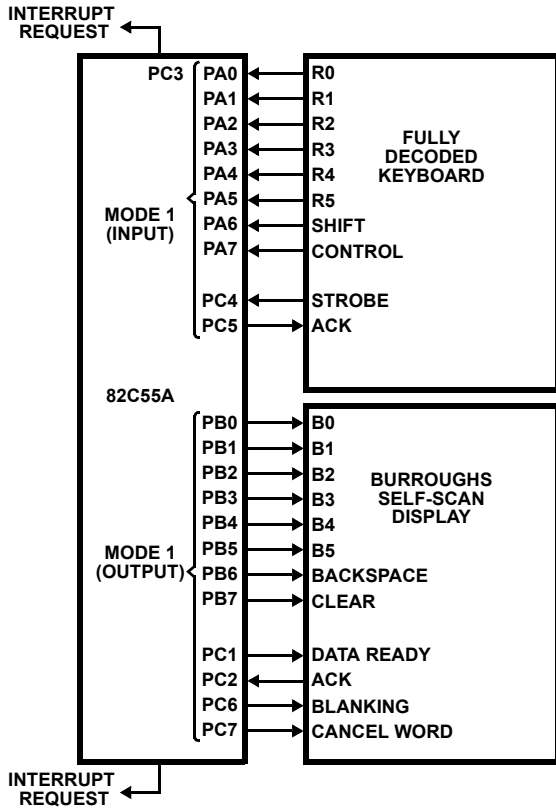 INTERRUPT
REQUEST
PC3 PA0 R0
PA1 R1
PA2 R2
PA3 R3
PA4 R4
PA5 R5
PA6 SHIFT
PA7 CONTROL
MODE 1
(INPUT)
FULLY
DECODED
KEYBOARD
PC4 STROBE
PC5 ACK
82C55A
PB0 B0
PB1 B1
PB2 B2
PB3 B3
PB4 B4
PB5 B5
PB6 BACKSPACE
PB7 CLEAR
MODE 1
(OUTPUT)
BURROUGHS
SELF-SCAN
DISPLAY
PC1 DATA READY
PC2 ACK
PC6 BLANKING
PC7 CANCEL WORD
INTERRUPT
REQUEST